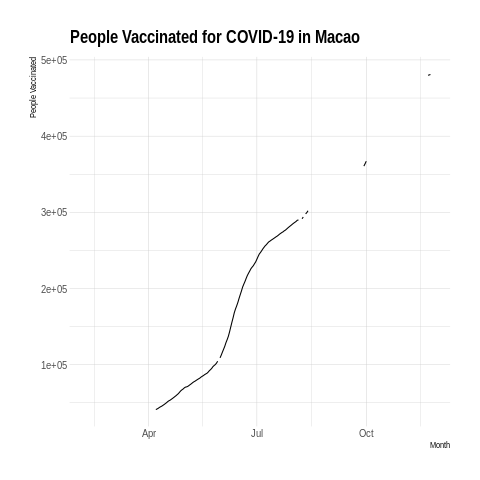 People Vaccinated for COVID-19 in Macao
People Vaccinated
5e+05
4e+05
3e+05
2e+05
1e+05
Apr
Jul
Oct
Month